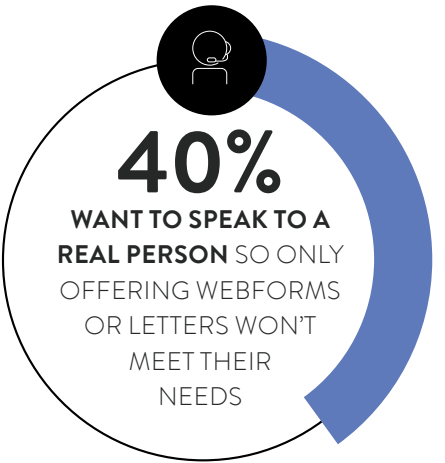 40%
WANT TO SPEAK TO A
REAL PERSON SO ONLY
OFFERING WEBFORMS
OR LETTERS WON’T
MEET THEIR
NEEDS